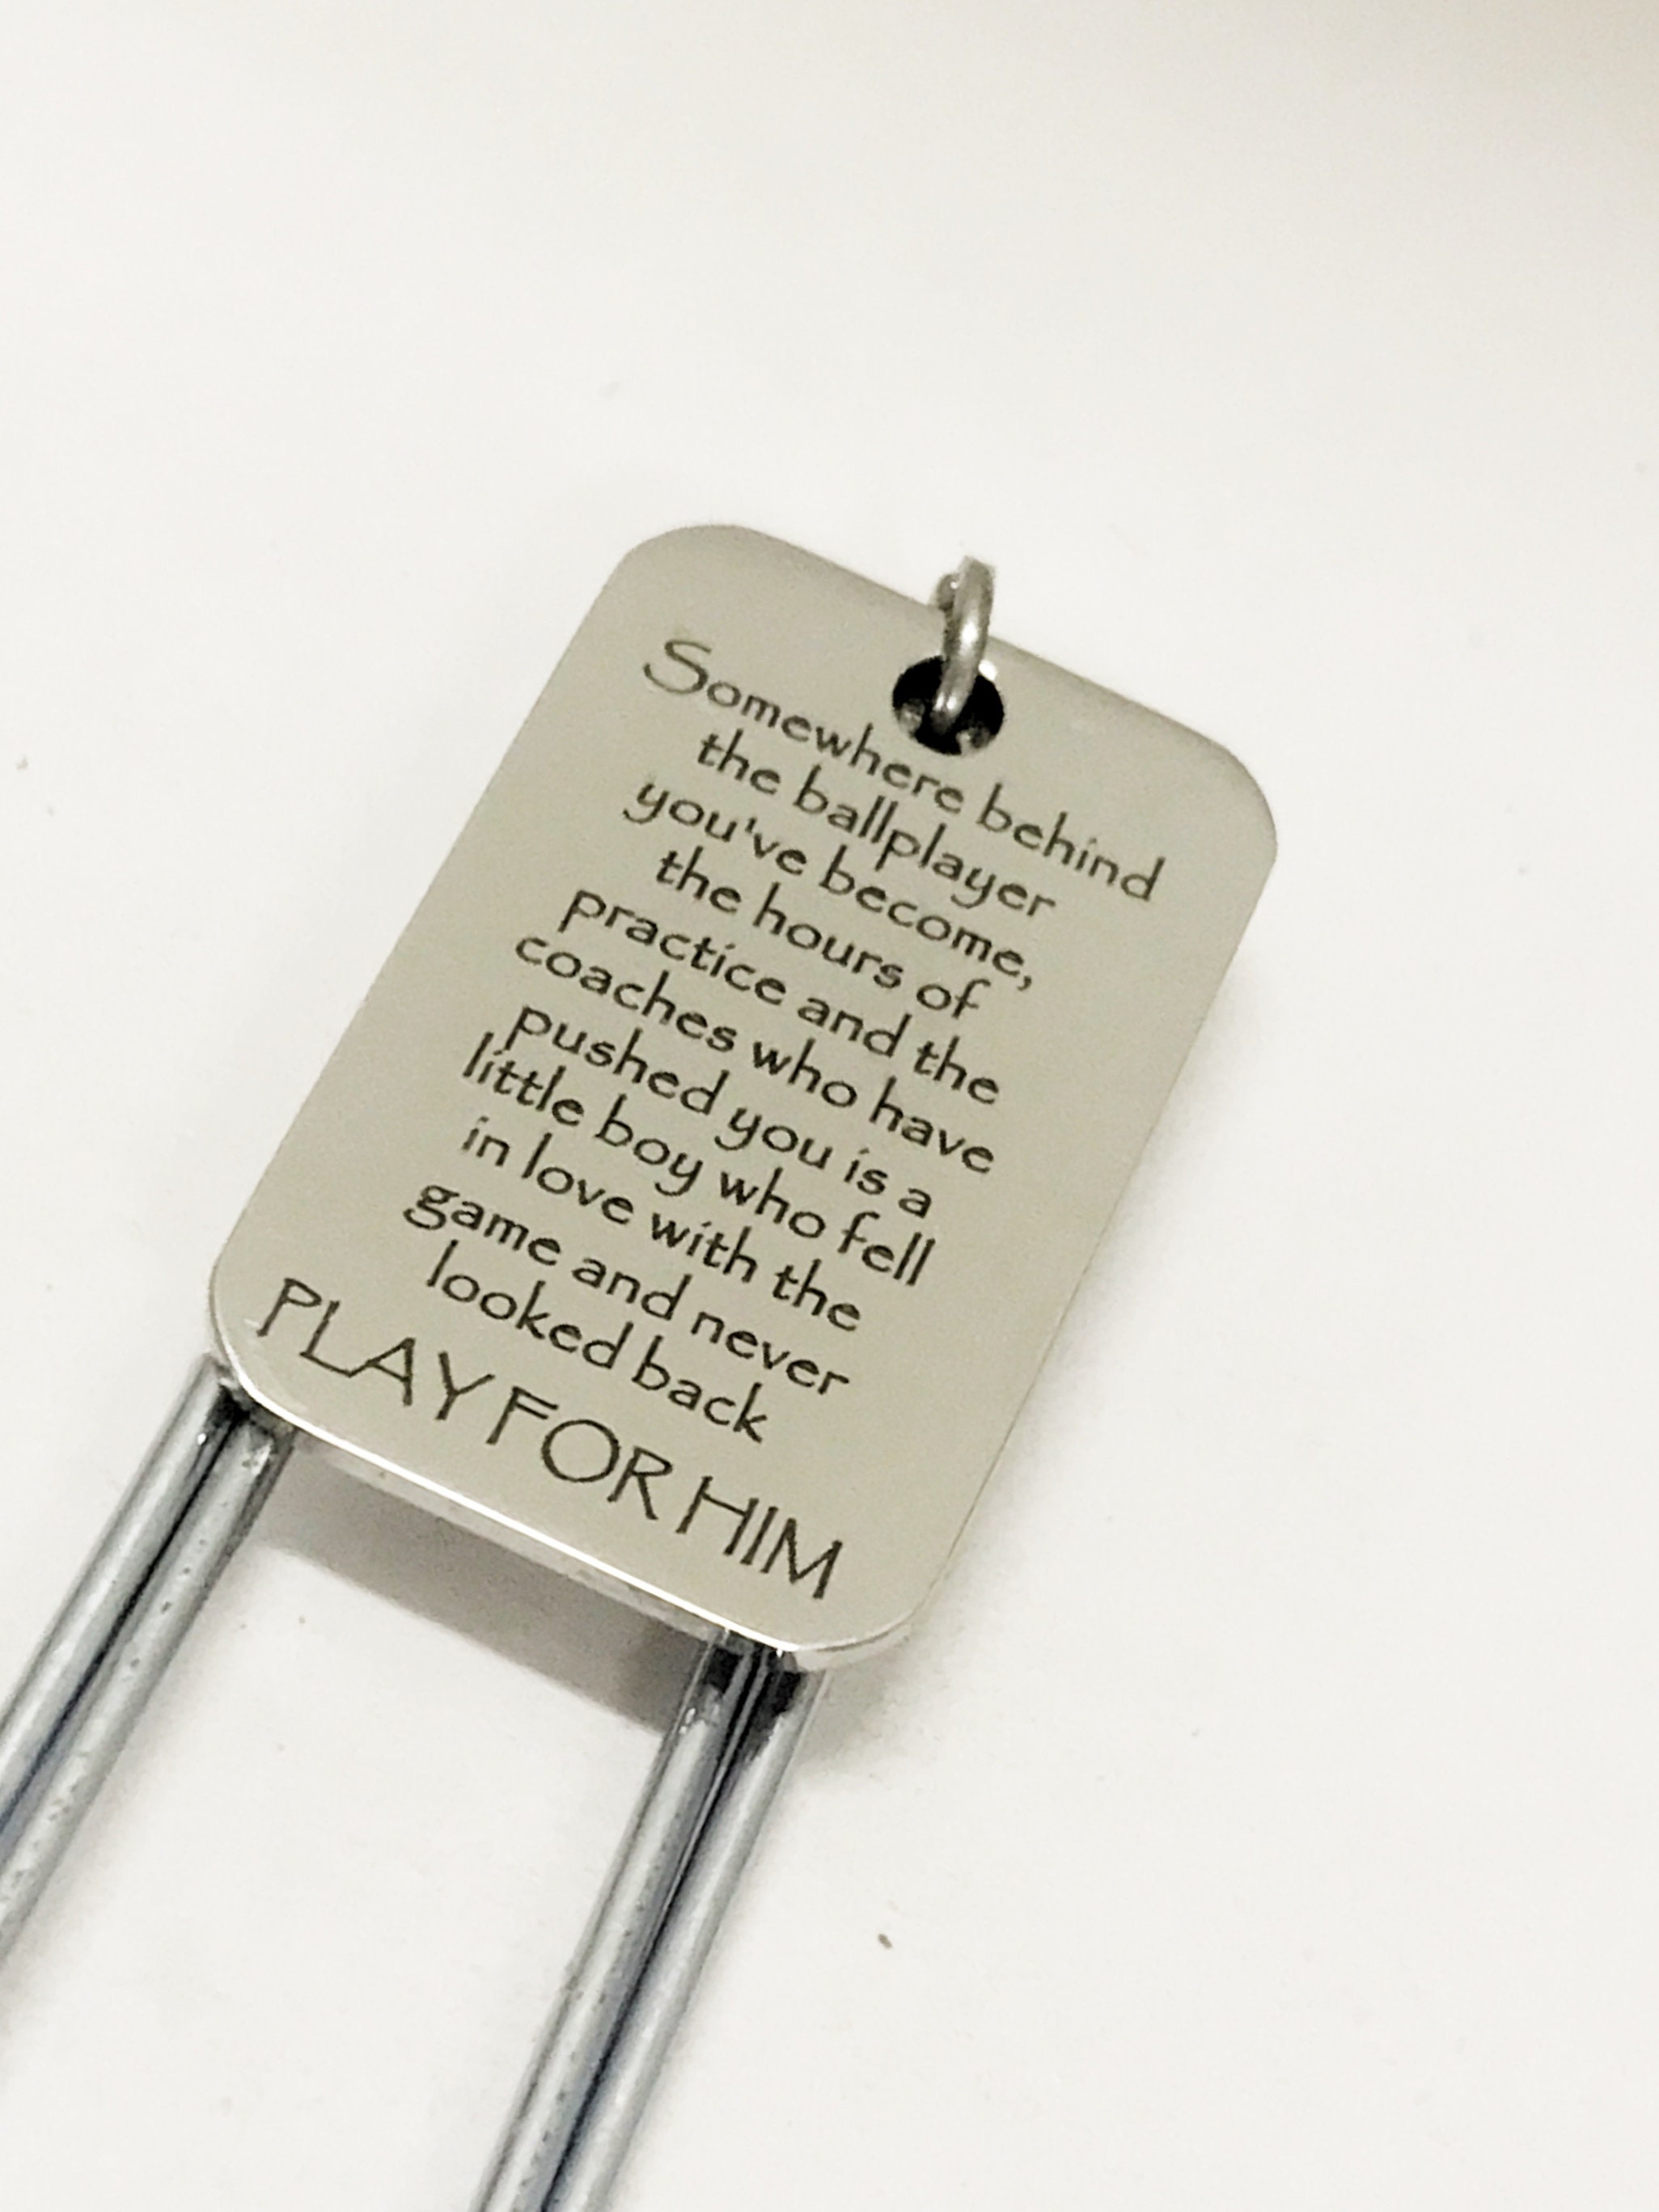 Somewhere behind
the ballplayer
you've become,
the hours of
practice and the
coaches who have
pushed you is a
little boy who fell
in love with the
game and never
looked back
PLAY FOR HIM